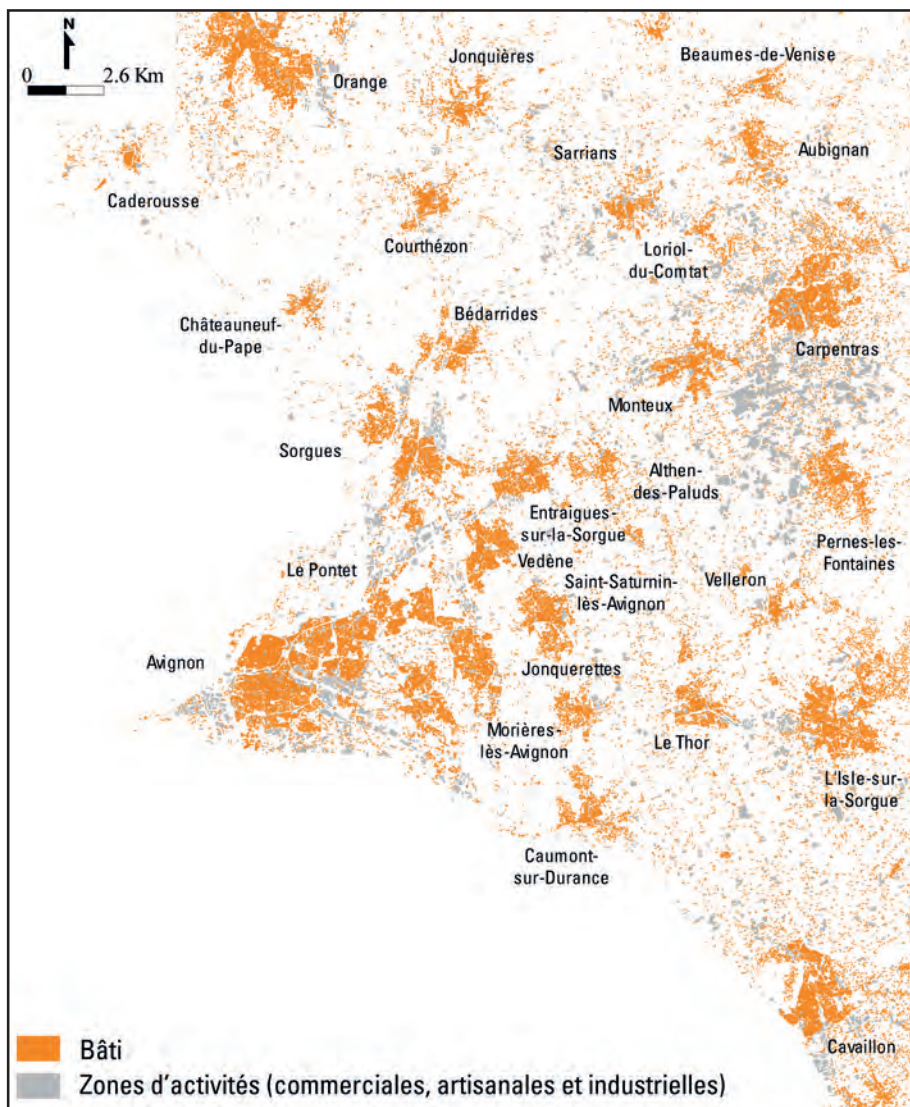 N
0
2.6 Km
Jonquières
Beaumes-de-Venise
Orange
Sarrians
Aubignan
Caderousse
Courthézon
Loriol-
du-Comtat
Châteauneuf-
du-Pape
Bédarrides
Carpentras
Monteux
Sorgues
Althen-
des-Paluds
Entraigues-
sur-la-Sorgue
Pernes-les-
Fontaines
Vedène
Le Pontet
Saint-Saturnin-
lès-Avignon
Velleron
Avignon
Jonquerettes
Morières-
lès-Avignon
Le Thor
L'Isle-sur-
la-Sorgue
Caumont-
sur-Durance
Cavaillon
Bâti
Zones d'activités (commerciales, artisanales et industrielles)